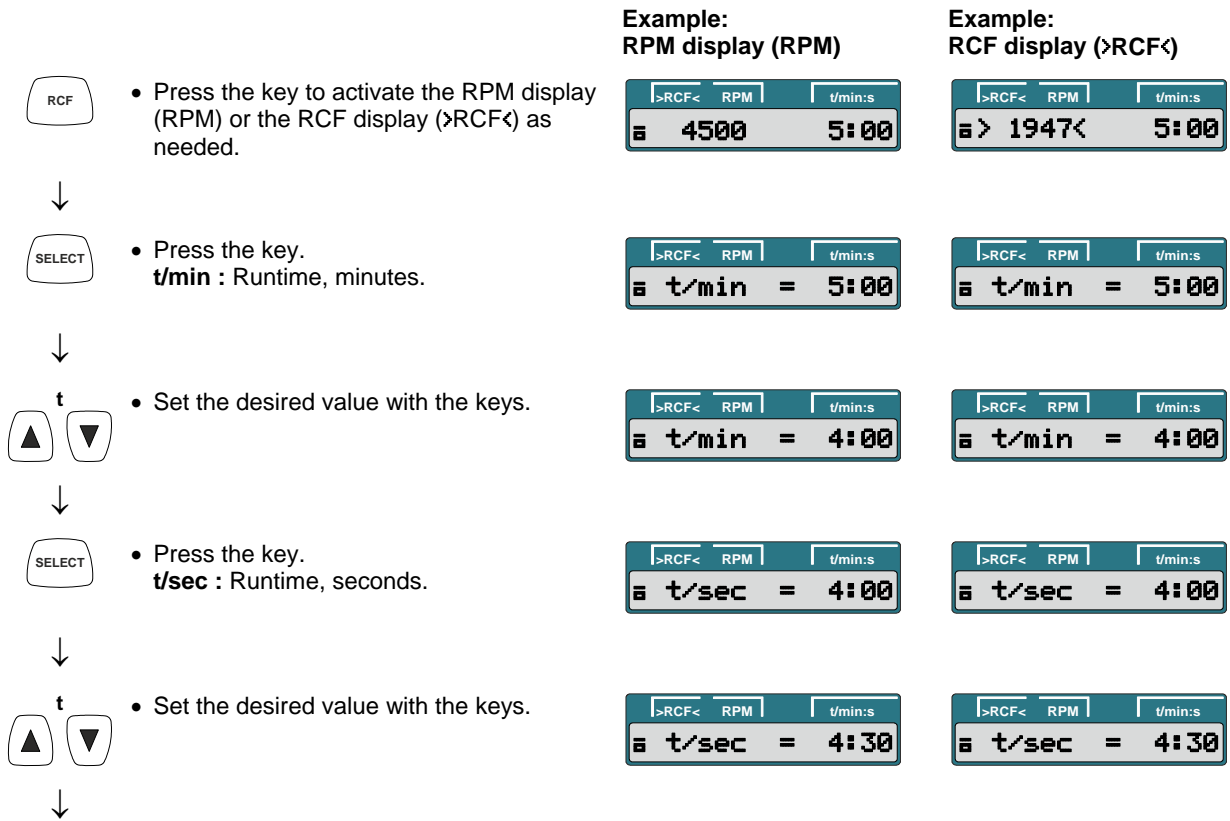 Example:
RPM display (RPM)
Example:
RCF display (>RCF<)
RCF
• Press the key to activate the RPM display
(RPM) or the RCF display (>RCF<) as
needed.
>RCF< RPM t/min:s
4500 5:00
>RCF< RPM t/min:s
> 1947< 5:00
↓
SELECT
• Press the key.
t/min : Runtime, minutes.
>RCF< RPM t/min:s
t/min = 5:00
>RCF< RPM t/min:s
t/min = 5:00
↓
t
• Set the desired value with the keys.
>RCF< RPM t/min:s
t/min = 4:00
>RCF< RPM t/min:s
t/min = 4:00
↓
SELECT
• Press the key.
t/sec : Runtime, seconds.
>RCF< RPM t/min:s
t/sec = 4:00
>RCF< RPM t/min:s
t/sec = 4:00
↓
t
• Set the desired value with the keys.
>RCF< RPM t/min:s
t/sec = 4:30
>RCF< RPM t/min:s
t/sec = 4:30
↓